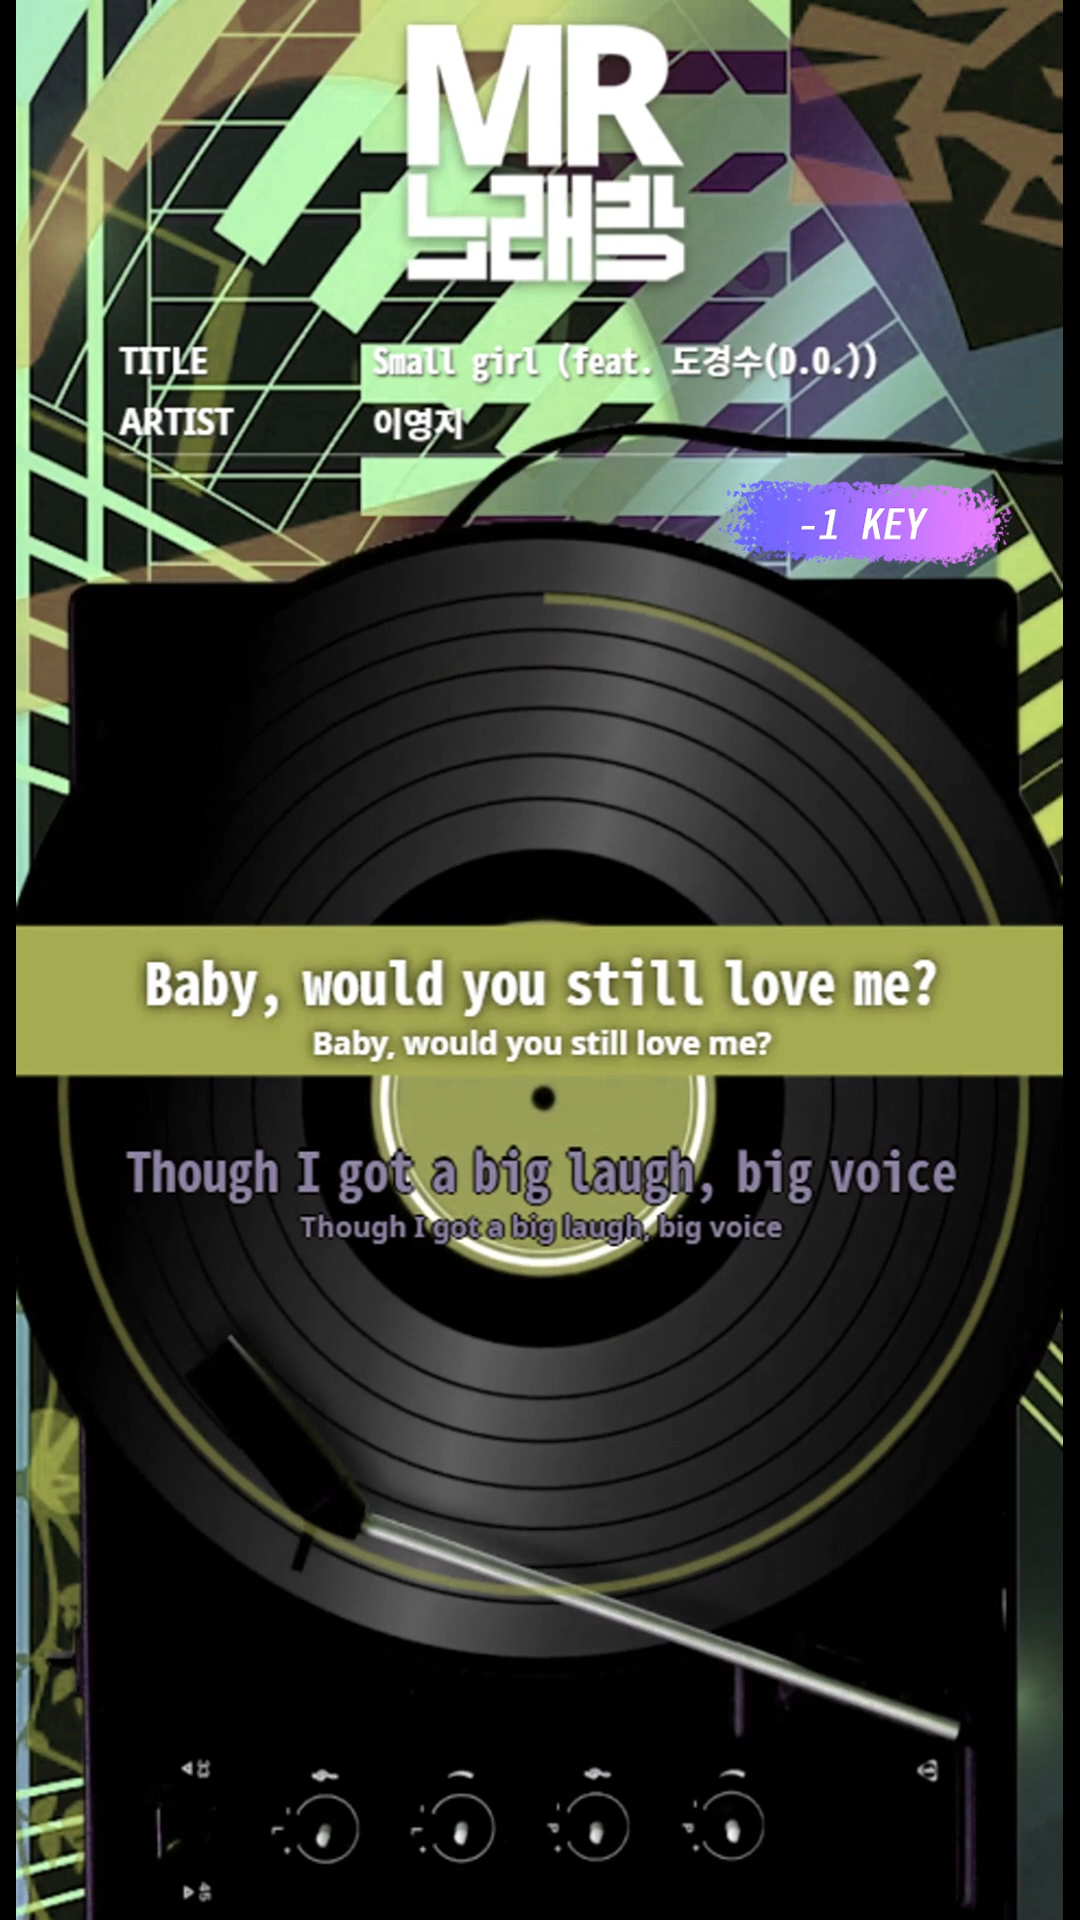 MR
노래방
TITLE Small girl (feat. 도경수(D.O.))
ARTIST 이영지
-1 KEY
Baby, would you still love me?
Baby, would you still love me?
Though I got a big laugh, big voice
Though I got a big laugh, big voice
33
45